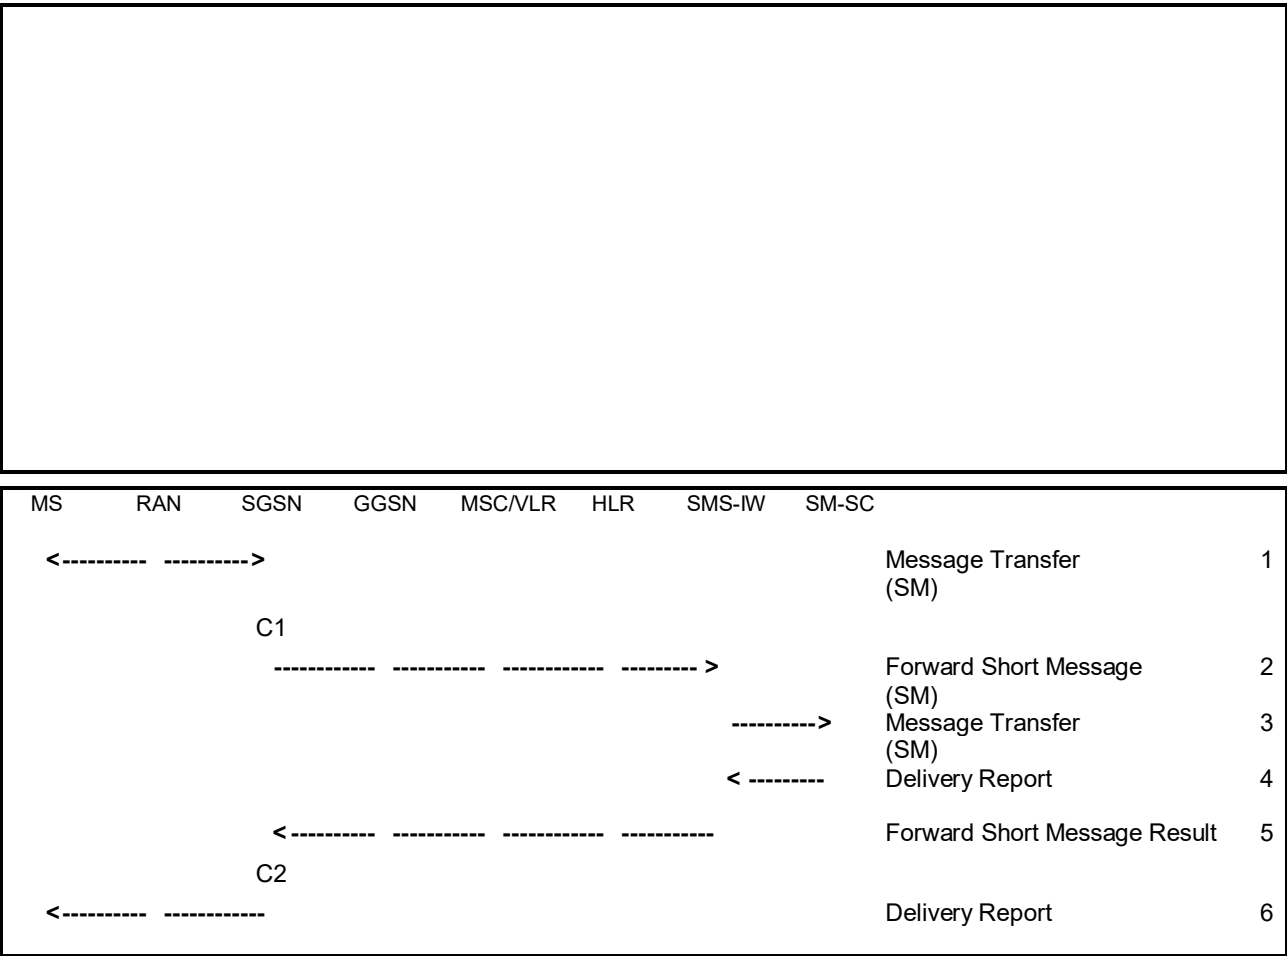 MS RAN SGSN GGSN MSC/VLR HLR SMS-IW SM-SC
<---------- ----------> Message Transfer 1
(SM)
C1
------------ ----------- ------------ --------- > Forward Short Message 2
(SM)
----------> Message Transfer 3
(SM)
< --------- Delivery Report 4
<---------- ----------- ------------ ----------- Forward Short Message Result 5
C2
<---------- ------------ Delivery Report 6